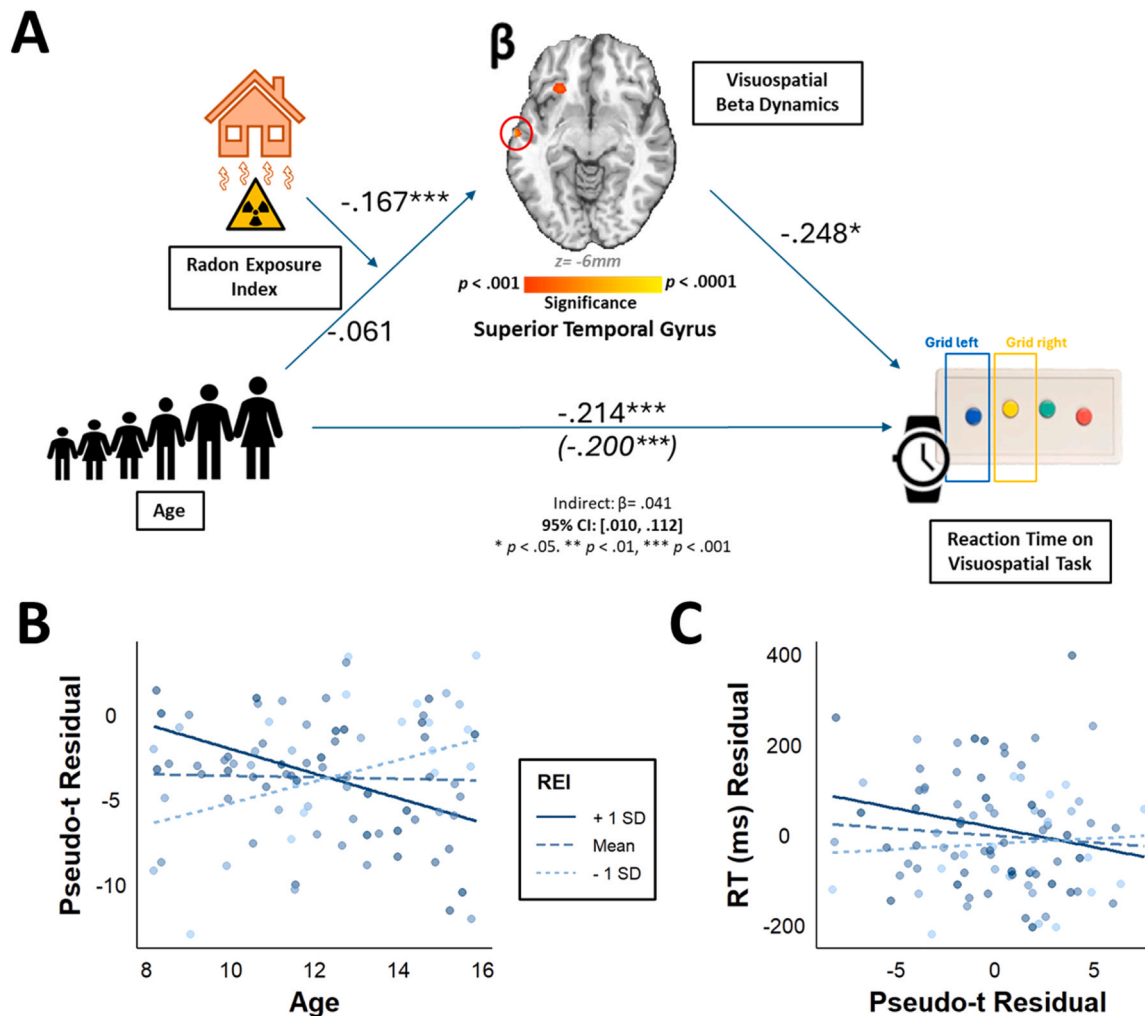 A
β
Visuospatial
Beta Dynamics
-.167***
Radon Exposure
Index
-.061
z= -6mm
p < .001
p < .0001
Significance
Superior Temporal Gyrus
-.248*
Grid left
Grid right
-.214***
(-.200***)
Age
Indirect: β= .041
95% CI: [.010, .112]
* p < .05. ** p < .01, *** p < .001
Reaction Time on
Visuospatial Task
B
Pseudo-t Residual
0
-5
-10
8
10
12
14
16
Age
REI
+ 1 SD
Mean
- 1 SD
C
RT (ms) Residual
400
200
0
-200
-5
0
5
Pseudo-t Residual